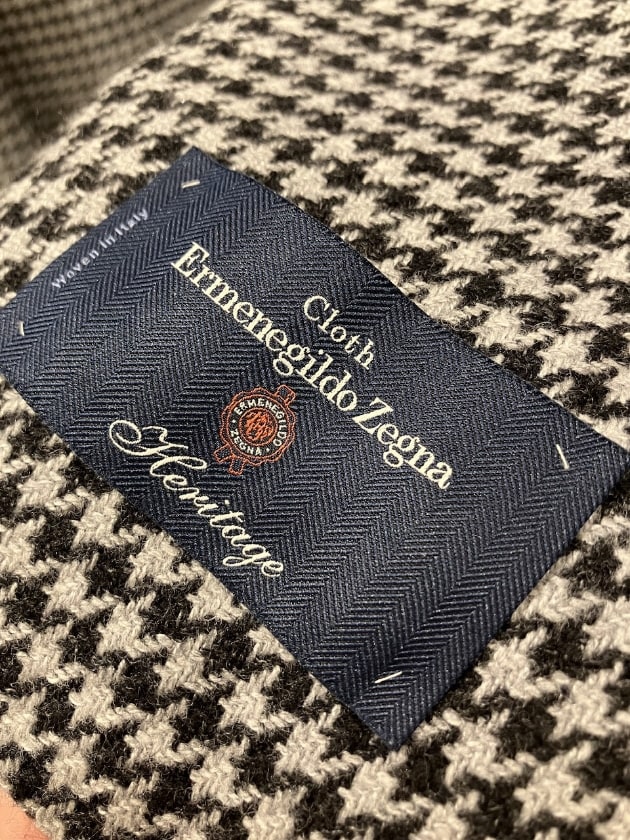 Woven in Italy
Cloth
Ermenegildo Zegna
ERMENEGILDO
ZEGNA
Heritage